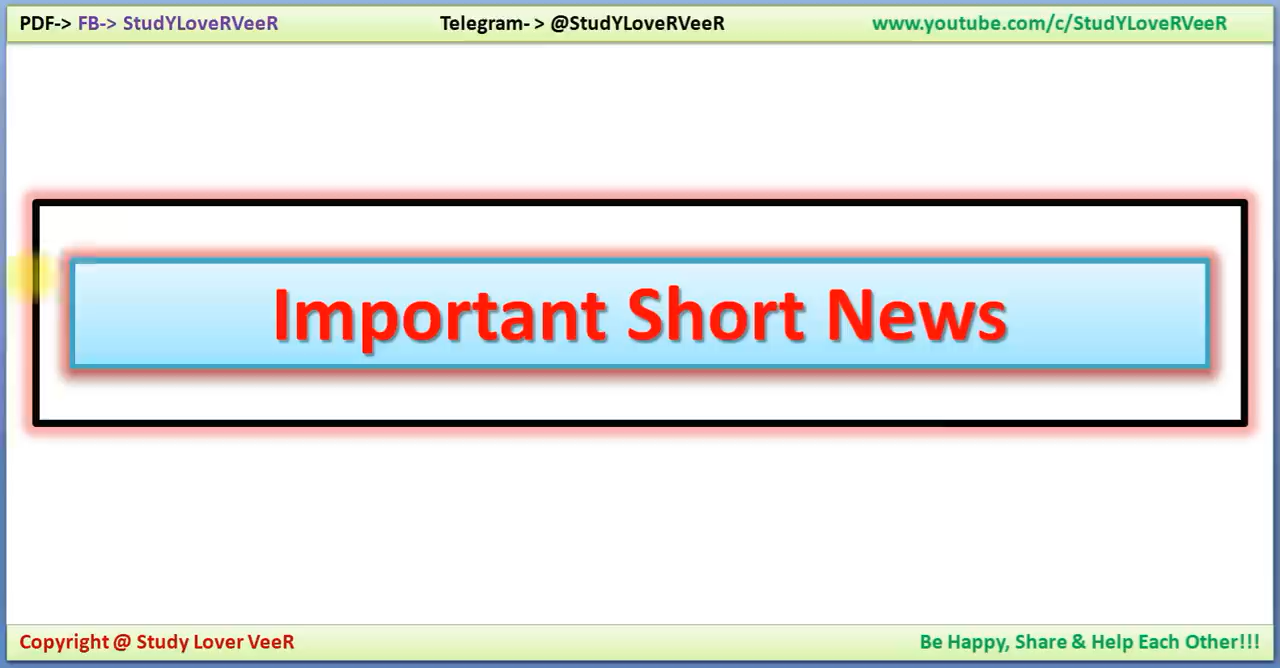 PDF-> FB-> StudYLoveRVeeR Telegram- > @StudYLoveRVeeR www.youtube.com/c/StudYLoveRVeeR
Important Short News
Copyright @ Study Lover VeeR Be Happy, Share & Help Each Other!!!